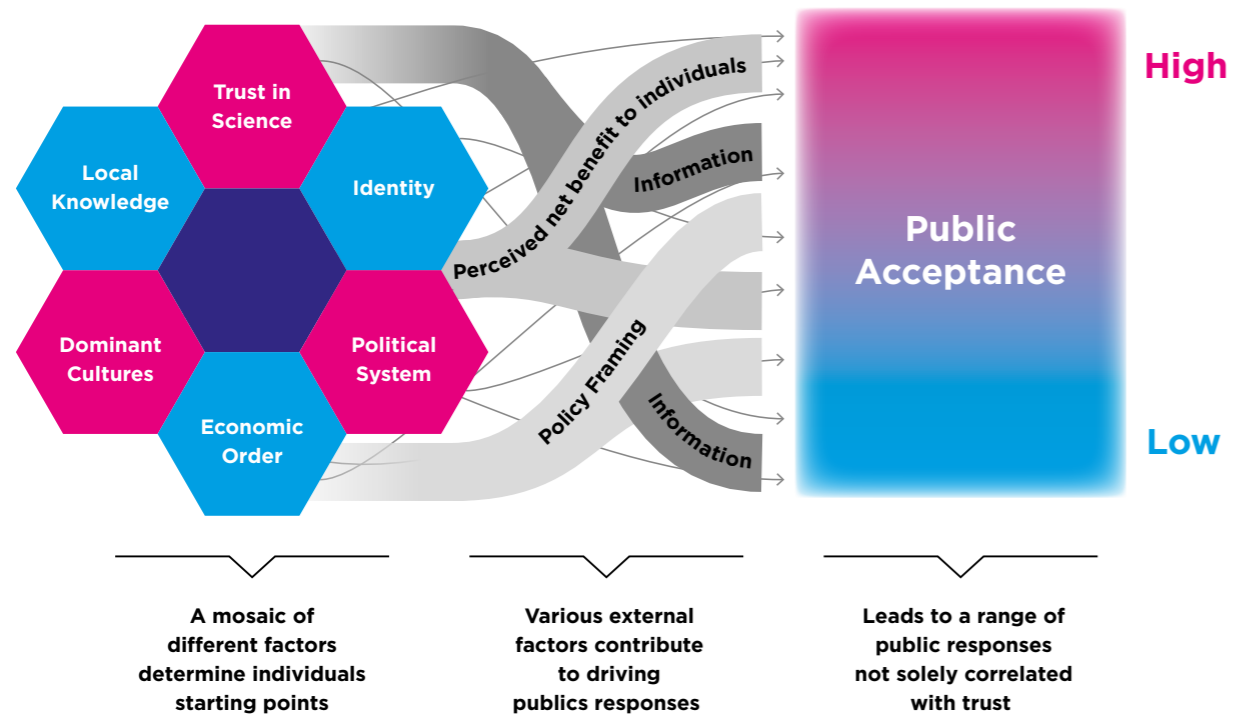 Trust in
Science
Local
Knowledge
Identity
Dominant
Cultures
Political
System
Economic
Order
Perceived net benefit to individuals
Information
Policy Framing
Information
Public
Acceptance
High
Low
A mosaic of
different factors
determine individuals
starting points
Various external
factors contribute
to driving
publics responses
Leads to a range of
public responses
not solely correlated
with trust